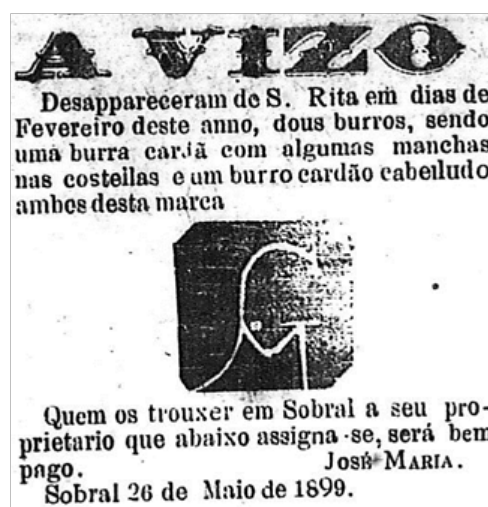 AVIZO
Desappareceram de S. Rita em dias de
Fevereiro deste anno, dous burros, sendo
uma burra cardã com algumas manchas
nas costellas e um burro cardão cabelludo
ambos desta marca
Quem os trouxer em Sobral a seu pro-
prietario que abaixo assigna-se, será bem
pago. JOSÉ MARIA.
Sobral 26 de Maio de 1899.